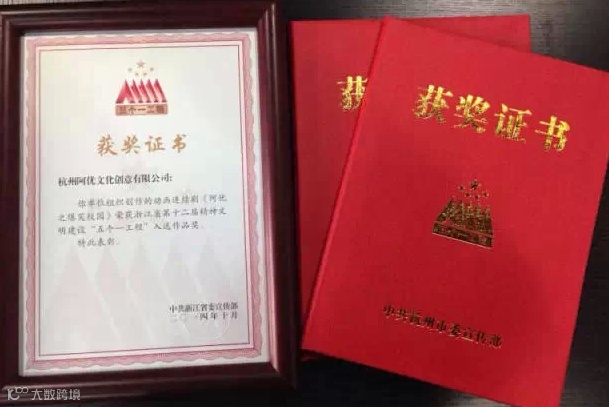 五个一工程
获奖证书
杭州阿优文化创意有限公司:
你单位组织创作的动画连续剧《阿优
之爆笑校园》荣获浙江省第十二届精神文
明建设“五个一工程”入选作品奖。
特此表彰。
中共浙江省委宣传部
二〇一四年十月
获
获奖证书
中共杭州市委宣传部
大数跨境